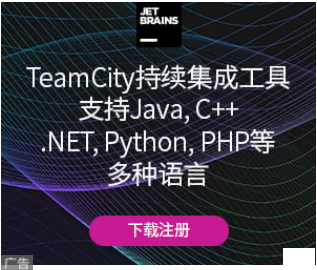 JET
BRAINS
TeamCity持续集成工具
支持Java, C++
.NET, Python, PHP等
多种语言
下载注册
广告